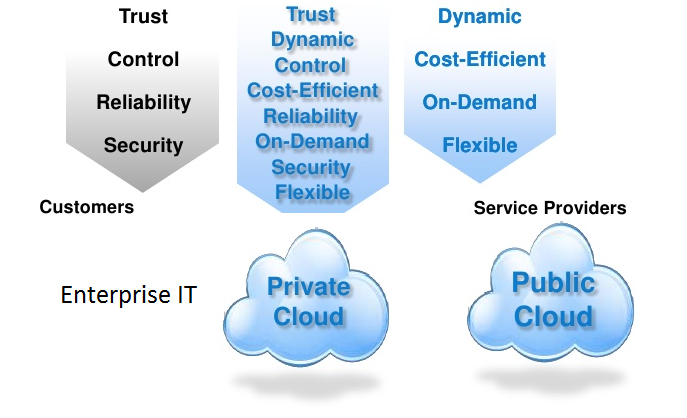 Trust
Control
Reliability
Security
Trust
Dynamic
Control
Cost-Efficient
Reliability
On-Demand
Security
Flexible
Dynamic
Cost-Efficient
On-Demand
Flexible
Customers
Service Providers
Enterprise IT
Private
Cloud
Public
Cloud